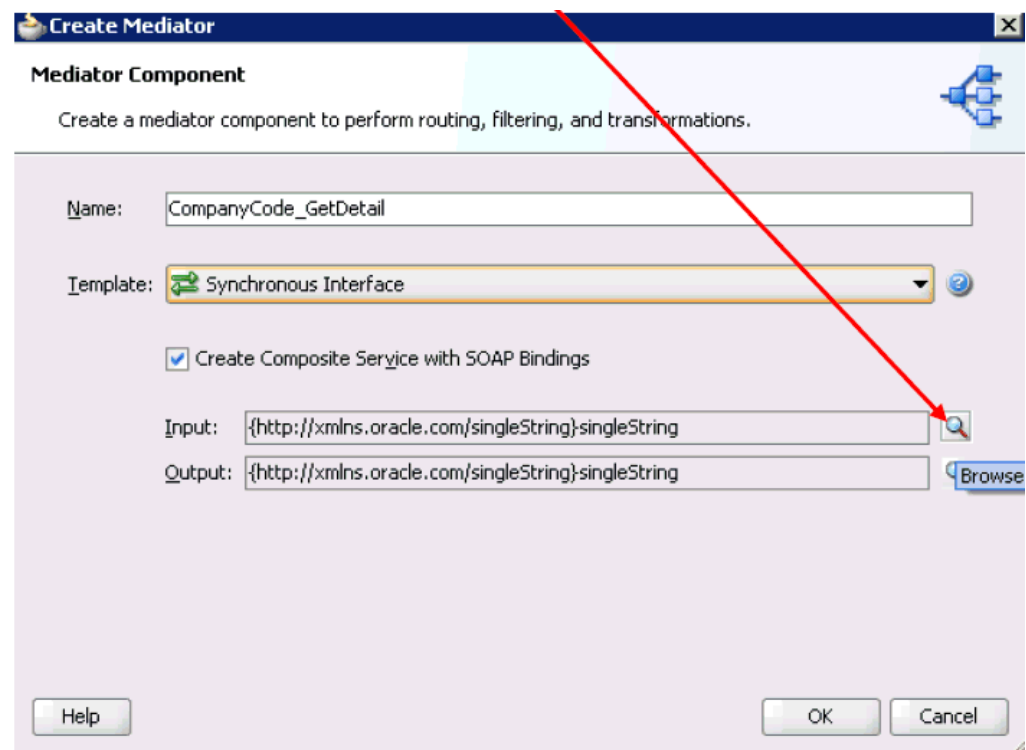 Create Mediator
Mediator Component
Create a mediator component to perform routing, filtering, and transformations.
Name: CompanyCode_GetDetail
Template: Synchronous Interface
Create Composite Service with SOAP Bindings
Input: {http://xmlns.oracle.com/singleString}singleString
Output: {http://xmlns.oracle.com/singleString}singleString
Browse
Help OK Cancel